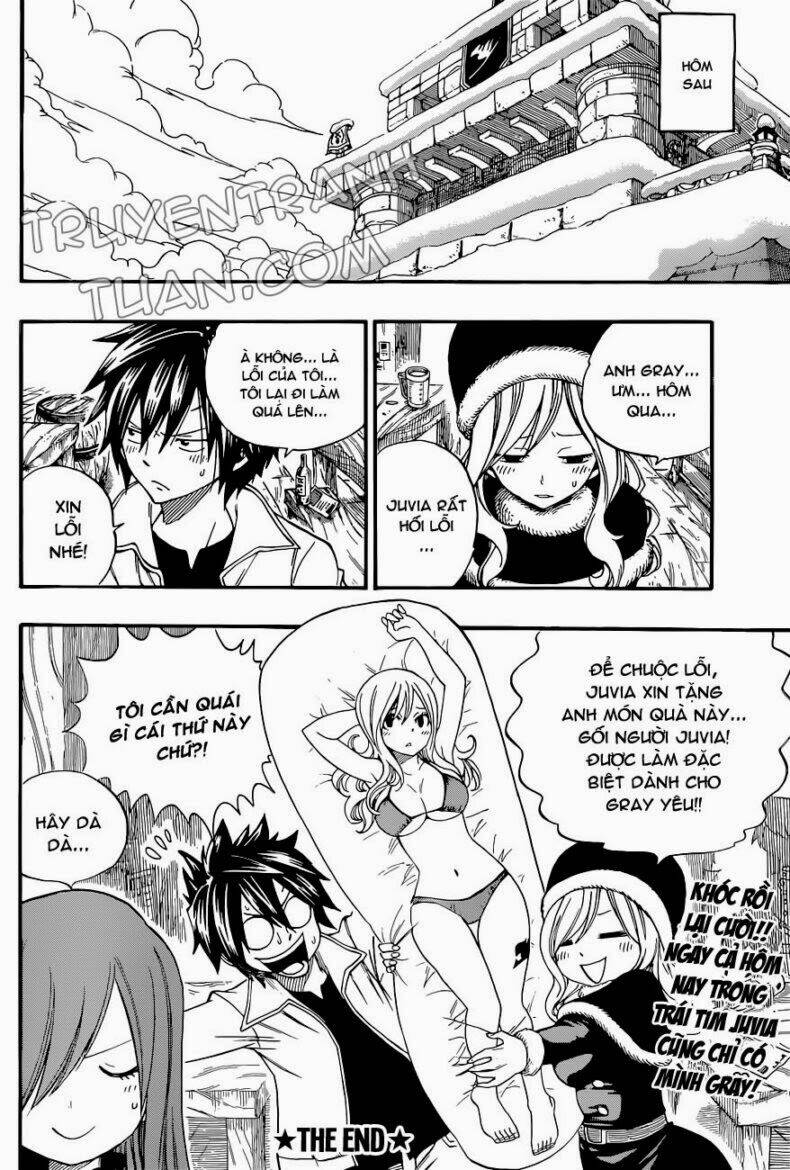 HÔM
SAU
TRUYENTRANH
TUAN.COM
ANH GRAY...
ƯM... HÔM
QUA...
JUVIA RẤT
HỐI LỖI
...
À KHÔNG... LÀ
LỖI CỦA TÔI...
TÔI LẠI ĐI LÀM
QUÁ LÊN...
XIN
LỖI
NHÉ!
ĐỂ CHUỘC LỖI,
JUVIA XIN TẶNG
ANH MÓN QUÀ NÀY...
GỐI NGƯỜI JUVIA!
ĐƯỢC LÀM ĐẶC
BIỆT DÀNH CHO
GRAY YÊU!!
TÔI CẦN QUÁI
GÌ CÁI THỨ NÀY
CHỨ?!
HÂY DÀ
DÀ...
KHÓC RỒI
LẠI CƯỜI!!
NGAY CẢ HÔM
NAY TRONG
TRÁI TIM JUVIA
CŨNG CHỈ CÓ
MÌNH GRAY!
★THE END★